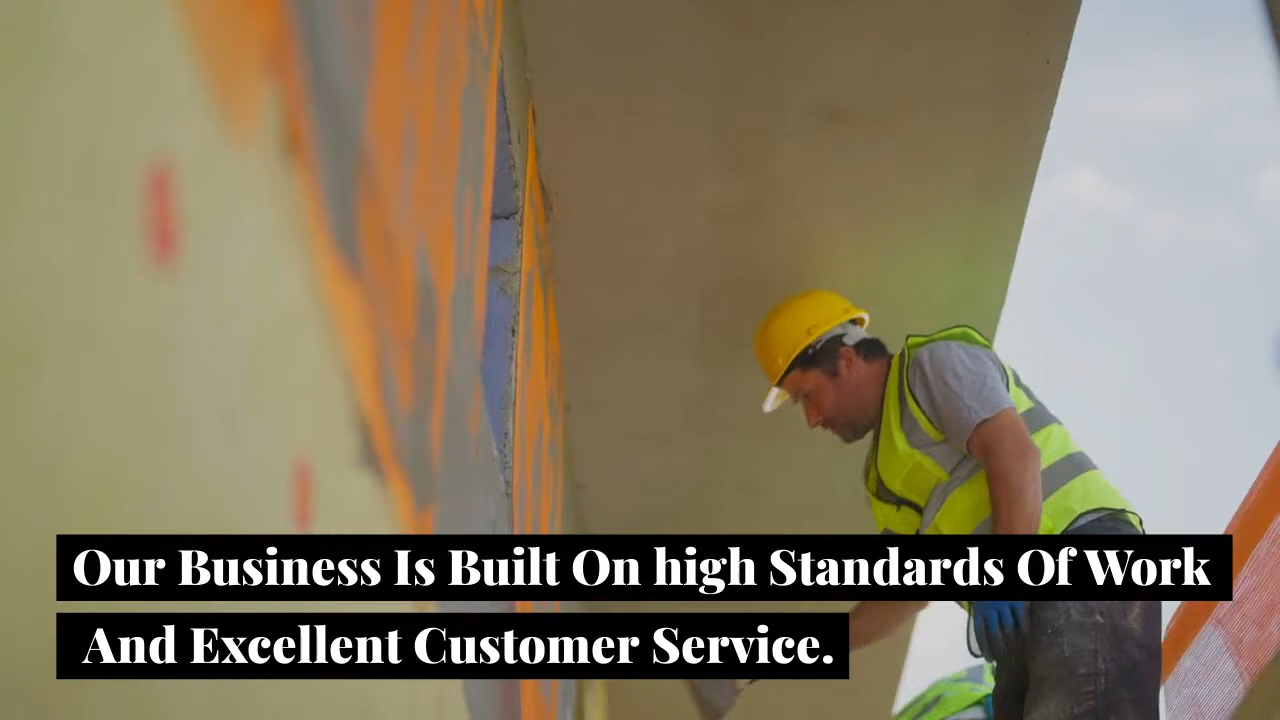 Our Business Is Built On high Standards Of Work
And Excellent Customer Service.